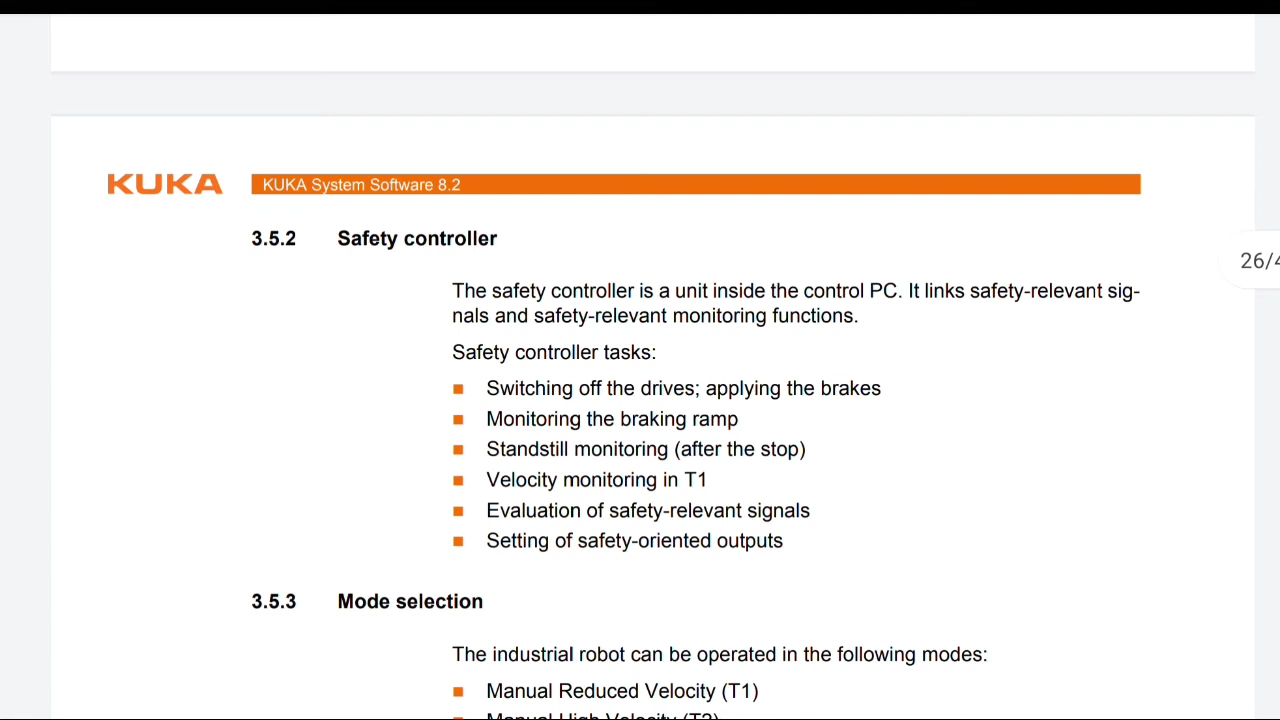 KUKA
KUKA System Software 8.2
3.5.2 Safety controller
26/4
The safety controller is a unit inside the control PC. It links safety-relevant sig-
nals and safety-relevant monitoring functions.
Safety controller tasks:
■ Switching off the drives; applying the brakes
■ Monitoring the braking ramp
■ Standstill monitoring (after the stop)
■ Velocity monitoring in T1
■ Evaluation of safety-relevant signals
■ Setting of safety-oriented outputs
3.5.3 Mode selection
The industrial robot can be operated in the following modes:
■ Manual Reduced Velocity (T1)
■ Manual High Velocity (T2)